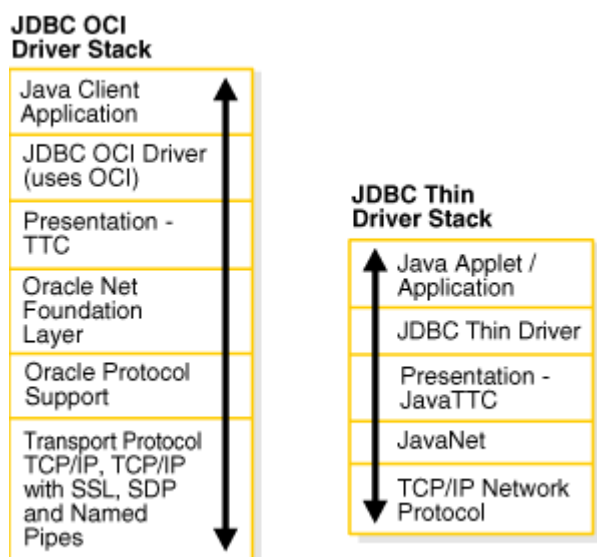 JDBC OCI
Driver Stack
Java Client
Application
JDBC OCI Driver
(uses OCI)
Presentation -
TTC
Oracle Net
Foundation
Layer
Oracle Protocol
Support
Transport Protocol
TCP/IP, TCP/IP
with SSL, SDP
and Named
Pipes
JDBC Thin
Driver Stack
Java Applet /
Application
JDBC Thin Driver
Presentation -
JavaTTC
JavaNet
TCP/IP Network
Protocol